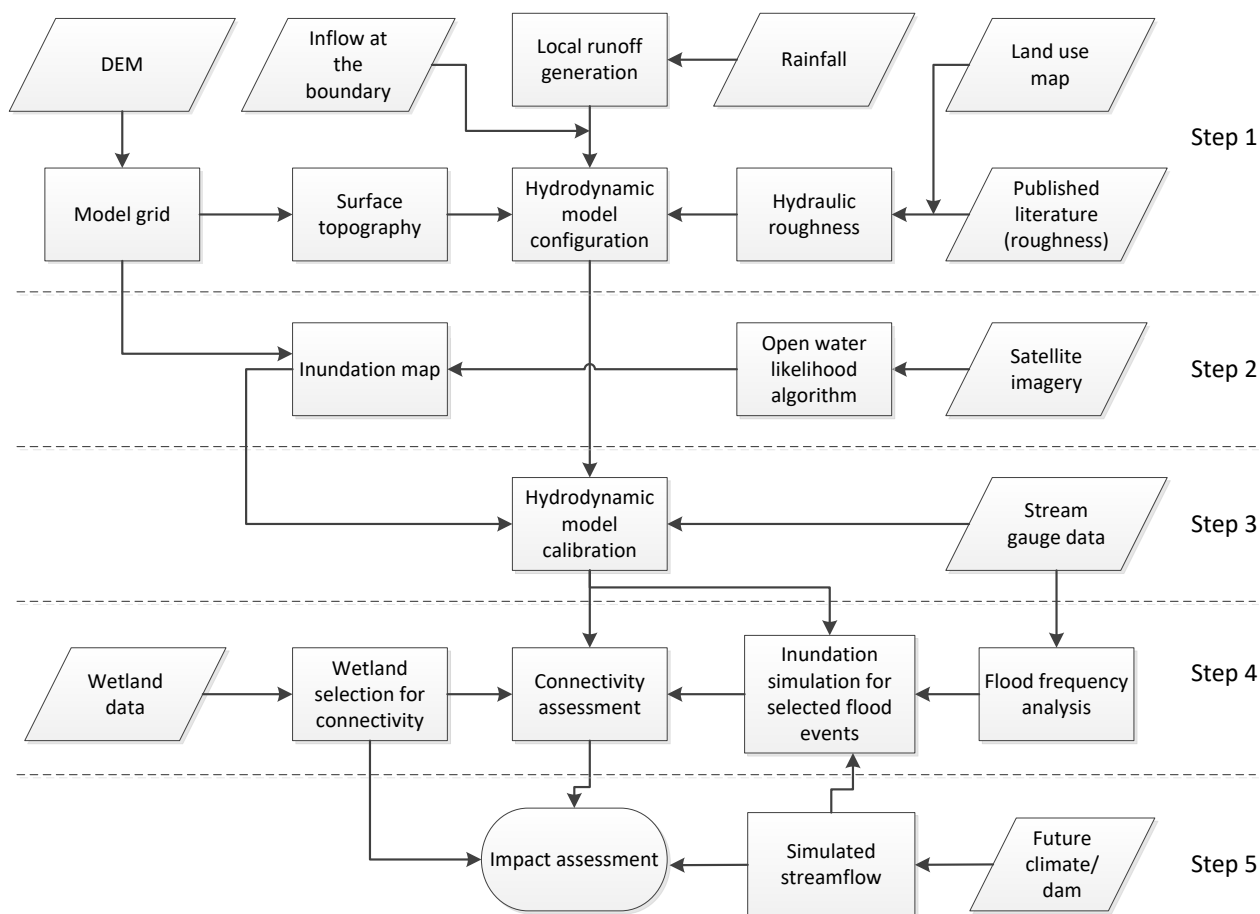 DEM
Inflow at
the
boundary
Local runoff
generation
Rainfall
Land use
map
Step 1
Model grid
Surface
topography
Hydrodynamic
model
configuration
Hydraulic
roughness
Published
literature
(roughness)
Inundation map
Open water
likelihood
algorithm
Satellite
imagery
Step 2
Hydrodynamic
model
calibration
Stream
gauge data
Step 3
Wetland
data
Wetland
selection for
connectivity
Connectivity
assessment
Inundation
simulation for
selected flood
events
Flood frequency
analysis
Step 4
Impact assessment
Simulated
streamflow
Future
climate/
dam
Step 5